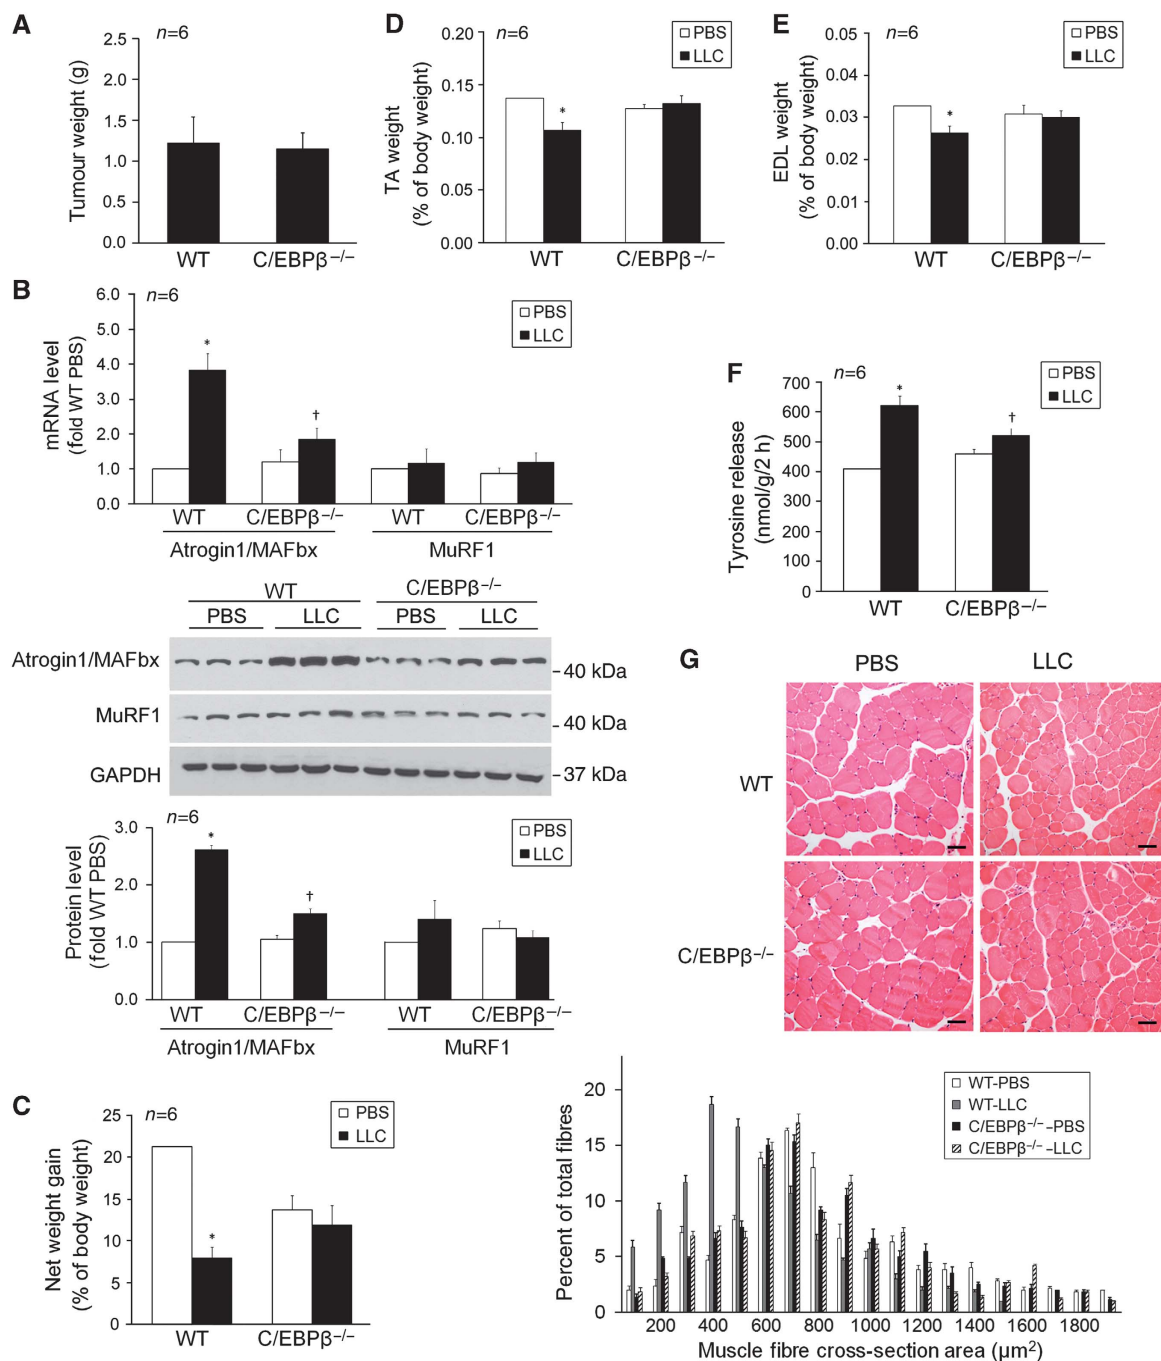 A
n=6
Tumour weight (g)
2.5
2.0
1.5
1.0
0.5
0.0
WT
C/EBPβ−/−
D
n=6
PBS
LLC
TA weight
(% of body weight)
0.20
0.15
0.10
0.05
0.00
*
WT
C/EBPβ−/−
E
n=6
PBS
LLC
EDL weight
(% of body weight)
0.05
0.04
0.03
0.02
0.01
0.00
*
WT
C/EBPβ−/−
B
n=6
PBS
LLC
mRNA level
(fold WT PBS)
6.0
5.0
4.0
3.0
2.0
1.0
0.0
*
†
WT
C/EBPβ−/−
WT
C/EBPβ−/−
Atrogin1/MAFbx
MuRF1
WT
C/EBPβ−/−
PBS
LLC
PBS
LLC
Atrogin1/MAFbx
40 kDa
MuRF1
40 kDa
GAPDH
37 kDa
n=6
PBS
LLC
Protein level
(fold WT PBS)
3.0
2.0
1.0
0.0
*
†
WT
C/EBPβ−/−
WT
C/EBPβ−/−
Atrogin1/MAFbx
MuRF1
C
n=6
PBS
LLC
Net weight gain
(% of body weight)
25
20
15
10
5
0
*
WT
C/EBPβ−/−
F
n=6
PBS
LLC
Tyrosine release
(nmol/g/2 h)
700
600
500
400
300
200
100
0
*
†
WT
C/EBPβ−/−
G
PBS
LLC
WT
C/EBPβ−/−
WT-PBS
WT-LLC
C/EBPβ−/− -PBS
C/EBPβ−/− -LLC
Percent of total fibres
20
15
10
5
0
200
400
600
800
1000
1200
1400
1600
1800
Muscle fibre cross-section area (μm2)